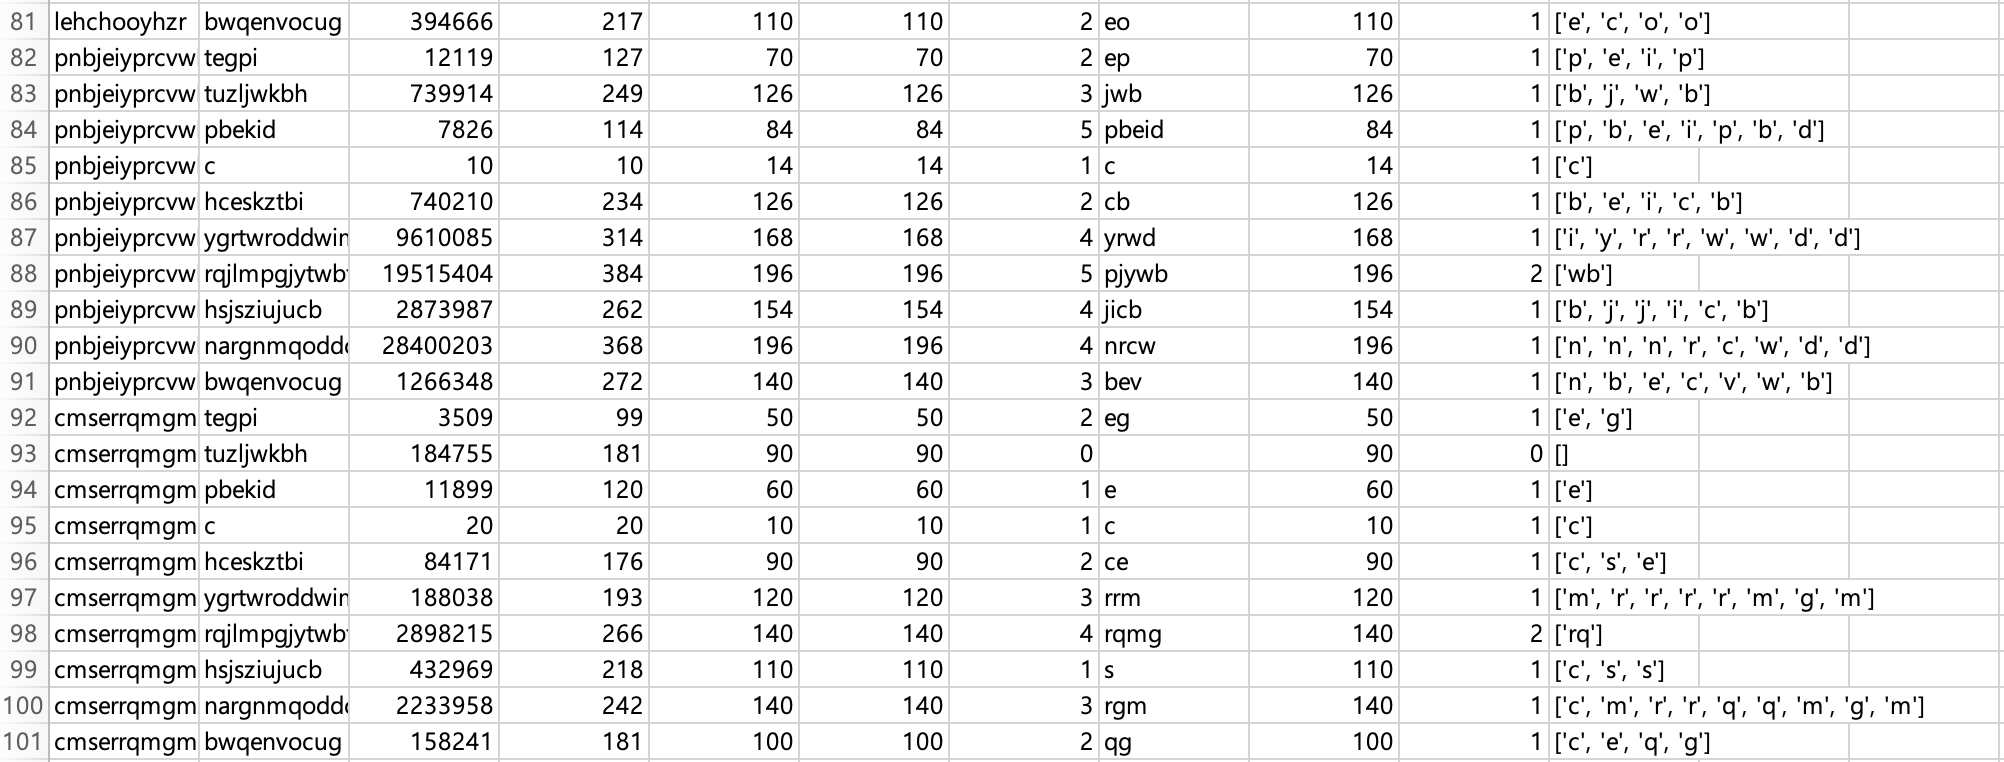 81 lehchooyhzr bwqenvocug 394666 217 110 110 2 eo 110 1 ['e', 'c', 'o', 'o']
82 pnbjeiyprcvw tegpi 12119 127 70 70 2 ep 70 1 ['p', 'e', 'i', 'p']
83 pnbjeiyprcvw tuzljwkbh 739914 249 126 126 3 jwb 126 1 ['b', 'j', 'w', 'b']
84 pnbjeiyprcvw pbekid 7826 114 84 84 5 pbeid 84 1 ['p', 'b', 'e', 'i', 'p', 'b', 'd']
85 pnbjeiyprcvw c 10 10 14 14 1 c 14 1 ['c']
86 pnbjeiyprcvw hceskztbi 740210 234 126 126 2 cb 126 1 ['b', 'e', 'i', 'c', 'b']
87 pnbjeiyprcvw ygrtwroddwin 9610085 314 168 168 4 yrwd 168 1 ['i', 'y', 'r', 'r', 'w', 'w', 'd', 'd']
88 pnbjeiyprcvw rqjlmpgjytwb 19515404 384 196 196 5 pjywb 196 2 ['wb']
89 pnbjeiyprcvw hsjsziujucb 2873987 262 154 154 4 jicb 154 1 ['b', 'j', 'j', 'i', 'c', 'b']
90 pnbjeiyprcvw nargnmqodd 28400203 368 196 196 4 nrcw 196 1 ['n', 'n', 'n', 'r', 'c', 'w', 'd', 'd']
91 pnbjeiyprcvw bwqenvocug 1266348 272 140 140 3 bev 140 1 ['n', 'b', 'e', 'c', 'v', 'w', 'b']
92 cmserrqmgm tegpi 3509 99 50 50 2 eg 50 1 ['e', 'g']
93 cmserrqmgm tuzljwkbh 184755 181 90 90 0 90 0 []
94 cmserrqmgm pbekid 11899 120 60 60 1 e 60 1 ['e']
95 cmserrqmgm c 20 20 10 10 1 c 10 1 ['c']
96 cmserrqmgm hceskztbi 84171 176 90 90 2 ce 90 1 ['c', 's', 'e']
97 cmserrqmgm ygrtwroddwin 188038 193 120 120 3 rrm 120 1 ['m', 'r', 'r', 'r', 'r', 'm', 'g', 'm']
98 cmserrqmgm rqjlmpgjytwb 2898215 266 140 140 4 rqmg 140 2 ['rq']
99 cmserrqmgm hsjsziujucb 432969 218 110 110 1 s 110 1 ['c', 's', 's']
100 cmserrqmgm nargnmqodd 2233958 242 140 140 3 rgm 140 1 ['c', 'm', 'r', 'r', 'q', 'q', 'm', 'g', 'm']
101 cmserrqmgm bwqenvocug 158241 181 100 100 2 qg 100 1 ['c', 'e', 'q', 'g']